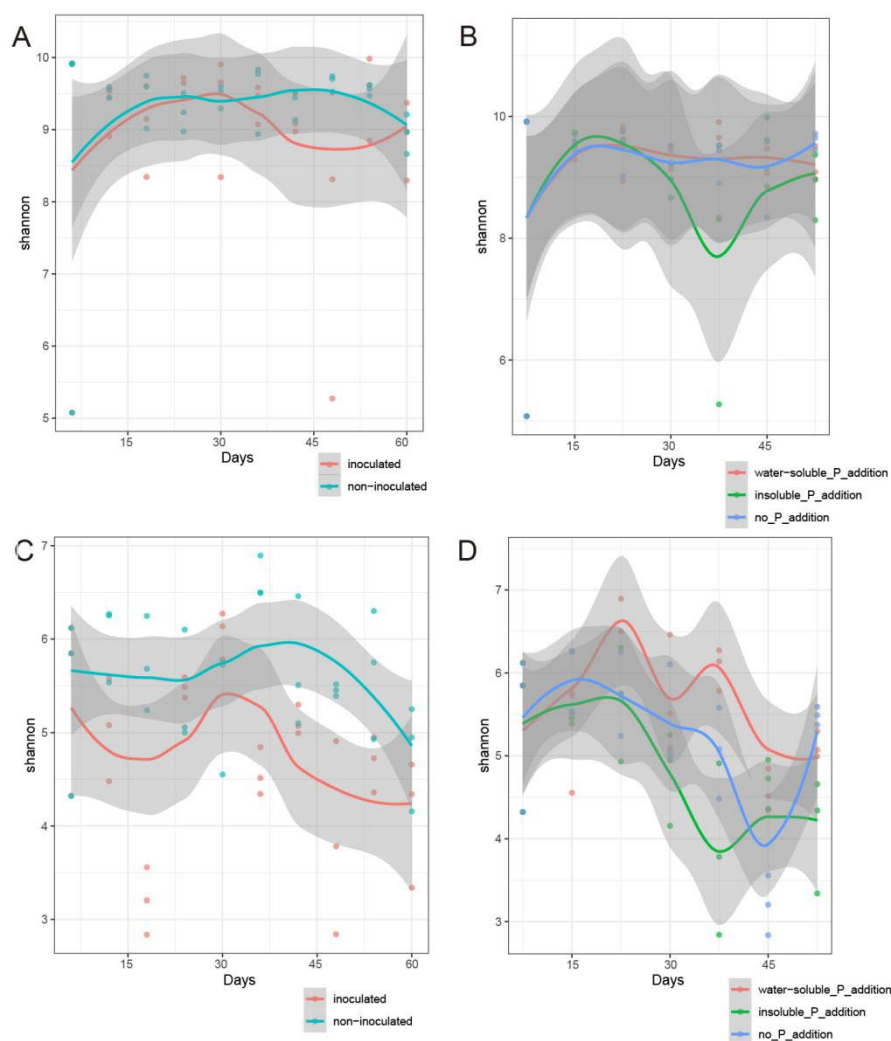 A
10
9
8
7
6
5
shannon
15
30
45
60
Days
inoculated
non-inoculated
B
10
8
6
shannon
15
30
45
Days
water-soluble_P_addition
insoluble_P_addition
no_P_addition
C
7
6
5
4
3
shannon
15
30
45
60
Days
inoculated
non-inoculated
D
7
6
5
4
3
shannon
15
30
45
Days
water-soluble_P_addition
insoluble_P_addition
no_P_addition